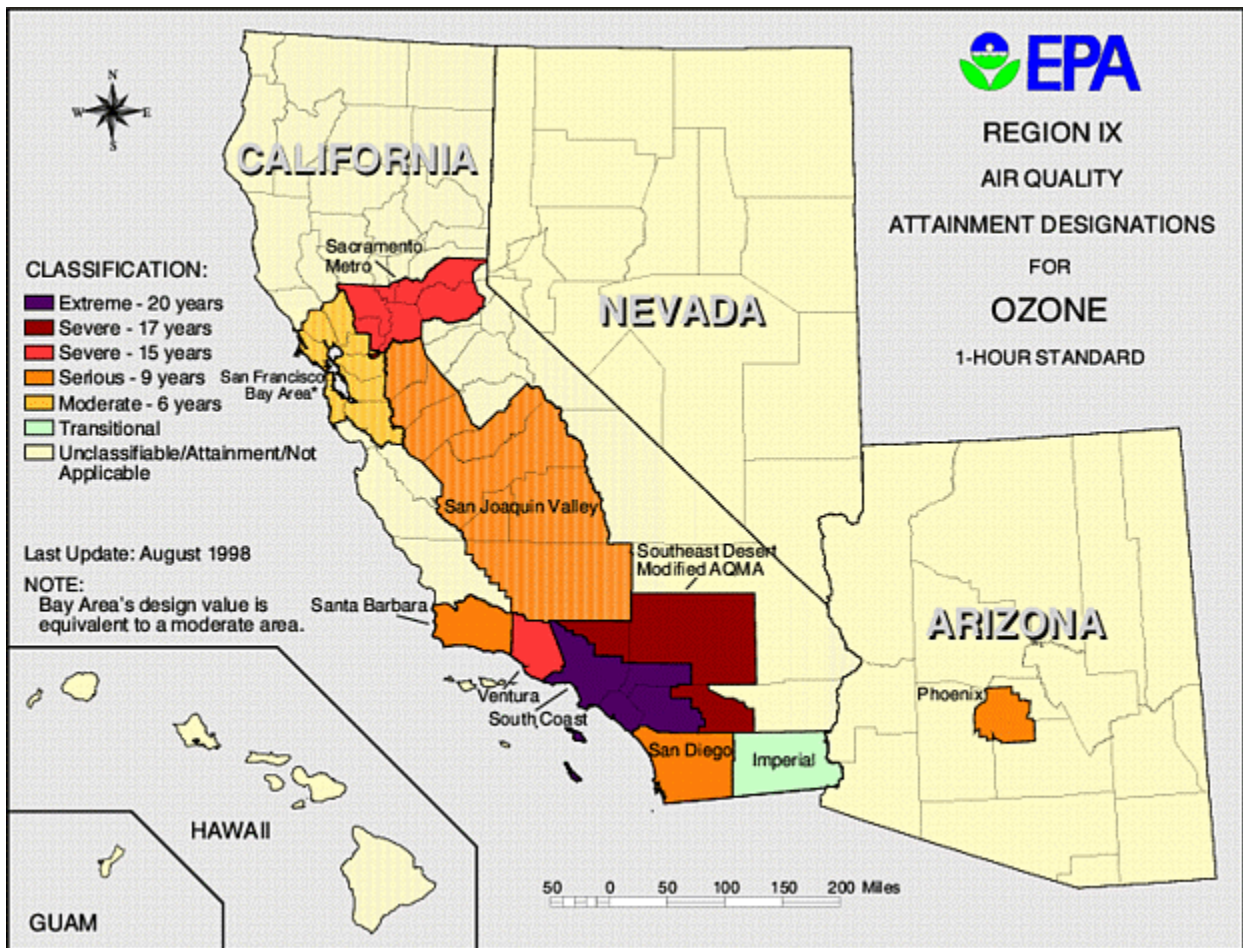 EPA
REGION IX
AIR QUALITY
ATTAINMENT DESIGNATIONS
FOR
OZONE
1-HOUR STANDARD
N
W
E
S
CALIFORNIA
NEVADA
ARIZONA
Sacramento
Metro
CLASSIFICATION:
Extreme - 20 years
Severe - 17 years
Severe - 15 years
Serious - 9 years
Moderate - 6 years
Transitional
Unclassifiable/Attainment/Not
Applicable
San Francisco
Bay Area*
San Joaquin Valley
Southeast Desert
Modified AQMA
Last Update: August 1998
NOTE:
Bay Area's design value is
equivalent to a moderate area.
Santa Barbara
Ventura
South Coast
San Diego
Imperial
Phoenix
HAWAII
GUAM
50 0 50 100 150 200 Miles